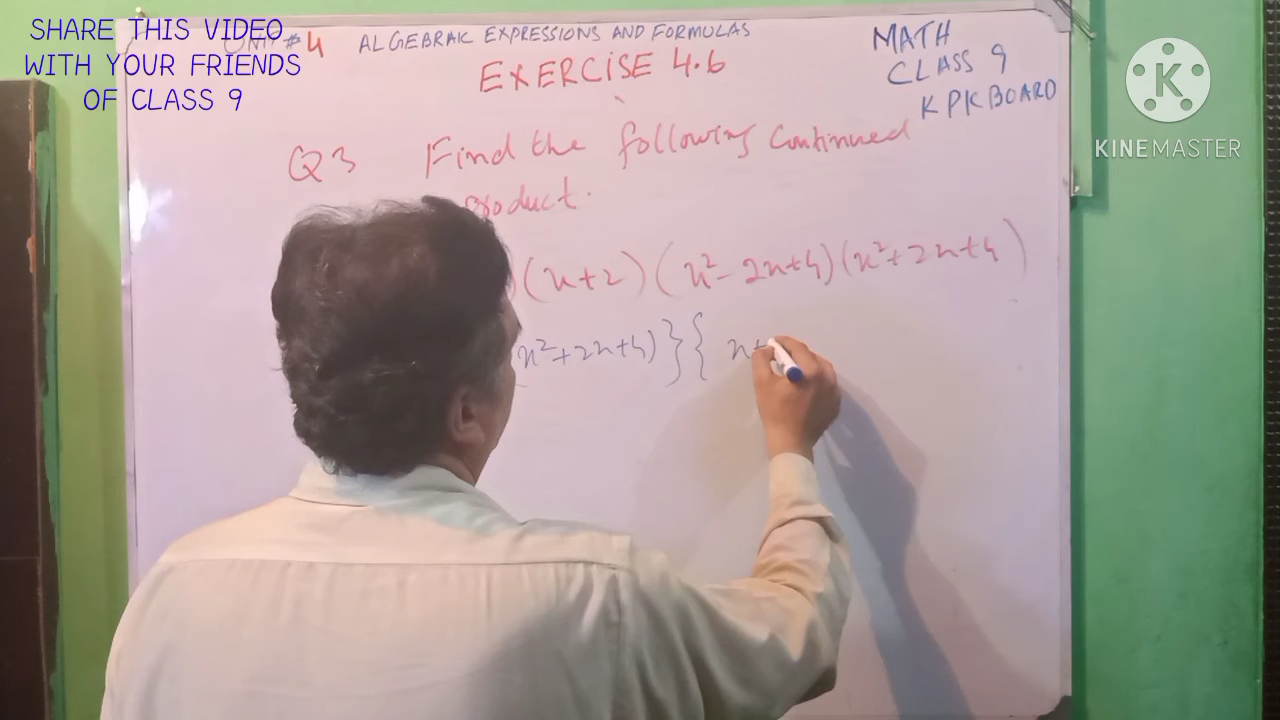 SHARE THIS VIDEO
WITH YOUR FRIENDS
OF CLASS 9
UNIT # 4 ALGEBRAIC EXPRESSIONS AND FORMULAS
EXERCISE 4.6
MATH
CLASS 9
KPK BOARD
K
KINEMASTER
Q3 Find the following continued
product.
(x+2) (x²-2x+4)(x²+2x+4)
(x²+2x+4)}{ x+